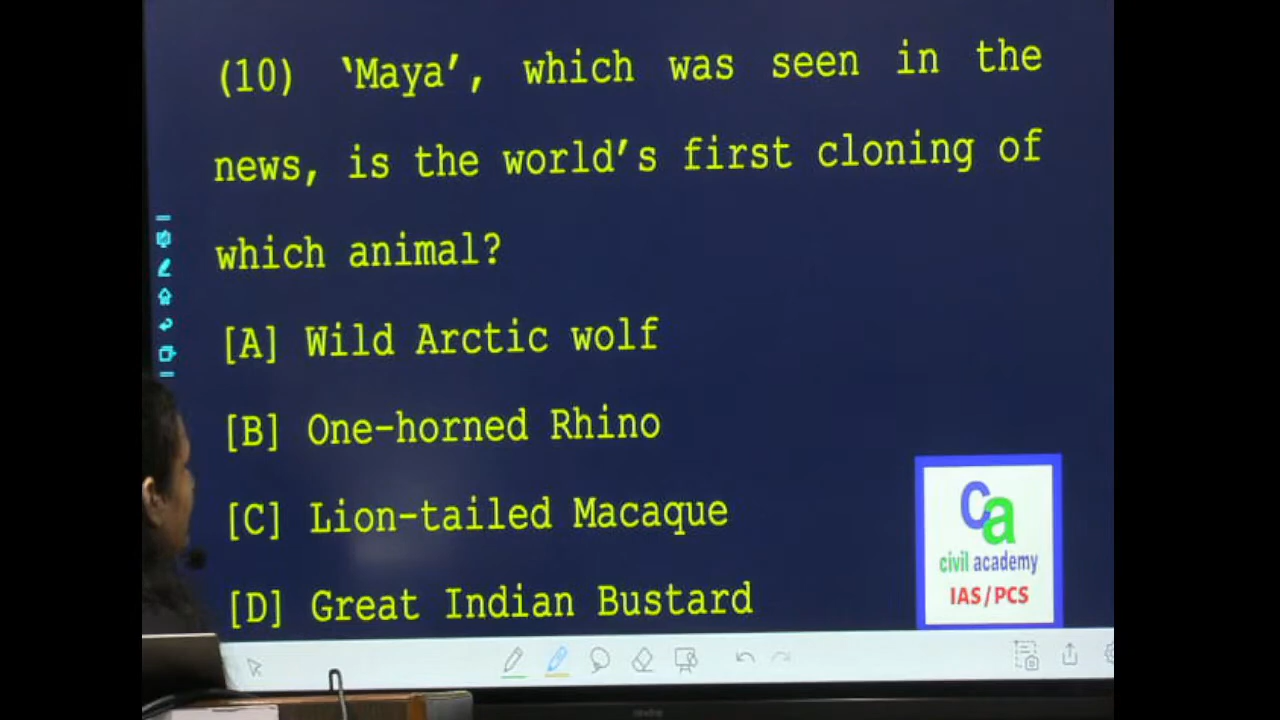 (10) ‘Maya’, which was seen in the
news, is the world’s first cloning of
which animal?
[A] Wild Arctic wolf
[B] One-horned Rhino
[C] Lion-tailed Macaque
[D] Great Indian Bustard
Ca
civil academy
IAS/PCS